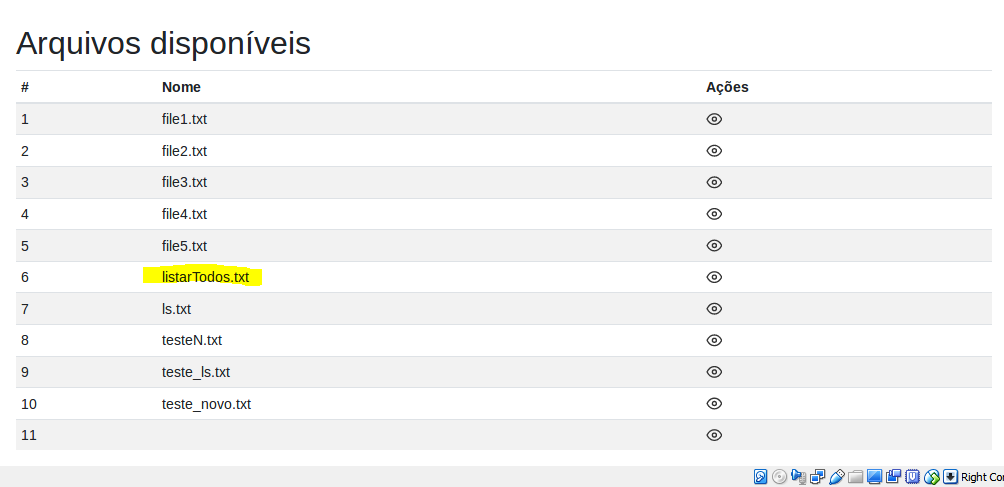 Arquivos disponíveis
# Nome Ações
1 file1.txt
2 file2.txt
3 file3.txt
4 file4.txt
5 file5.txt
6 listarTodos.txt
7 ls.txt
8 testeN.txt
9 teste_ls.txt
10 teste_novo.txt
11
Right Co